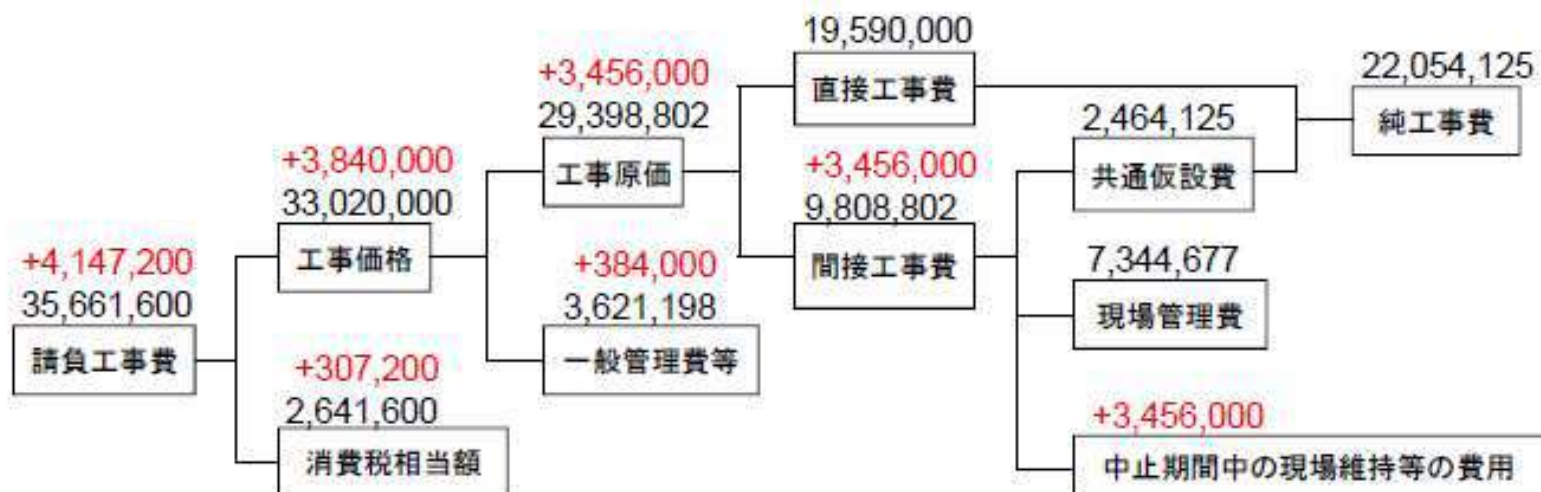 +4,147,200
35,661,600
請負工事費
+3,840,000
33,020,000
工事価格
+307,200
2,641,600
消費税相当額
+3,456,000
29,398,802
工事原価
+384,000
3,621,198
一般管理費等
19,590,000
直接工事費
+3,456,000
9,808,802
間接工事費
2,464,125
共通仮設費
7,344,677
現場管理費
+3,456,000
中止期間中の現場維持等の費用
22,054,125
純工事費